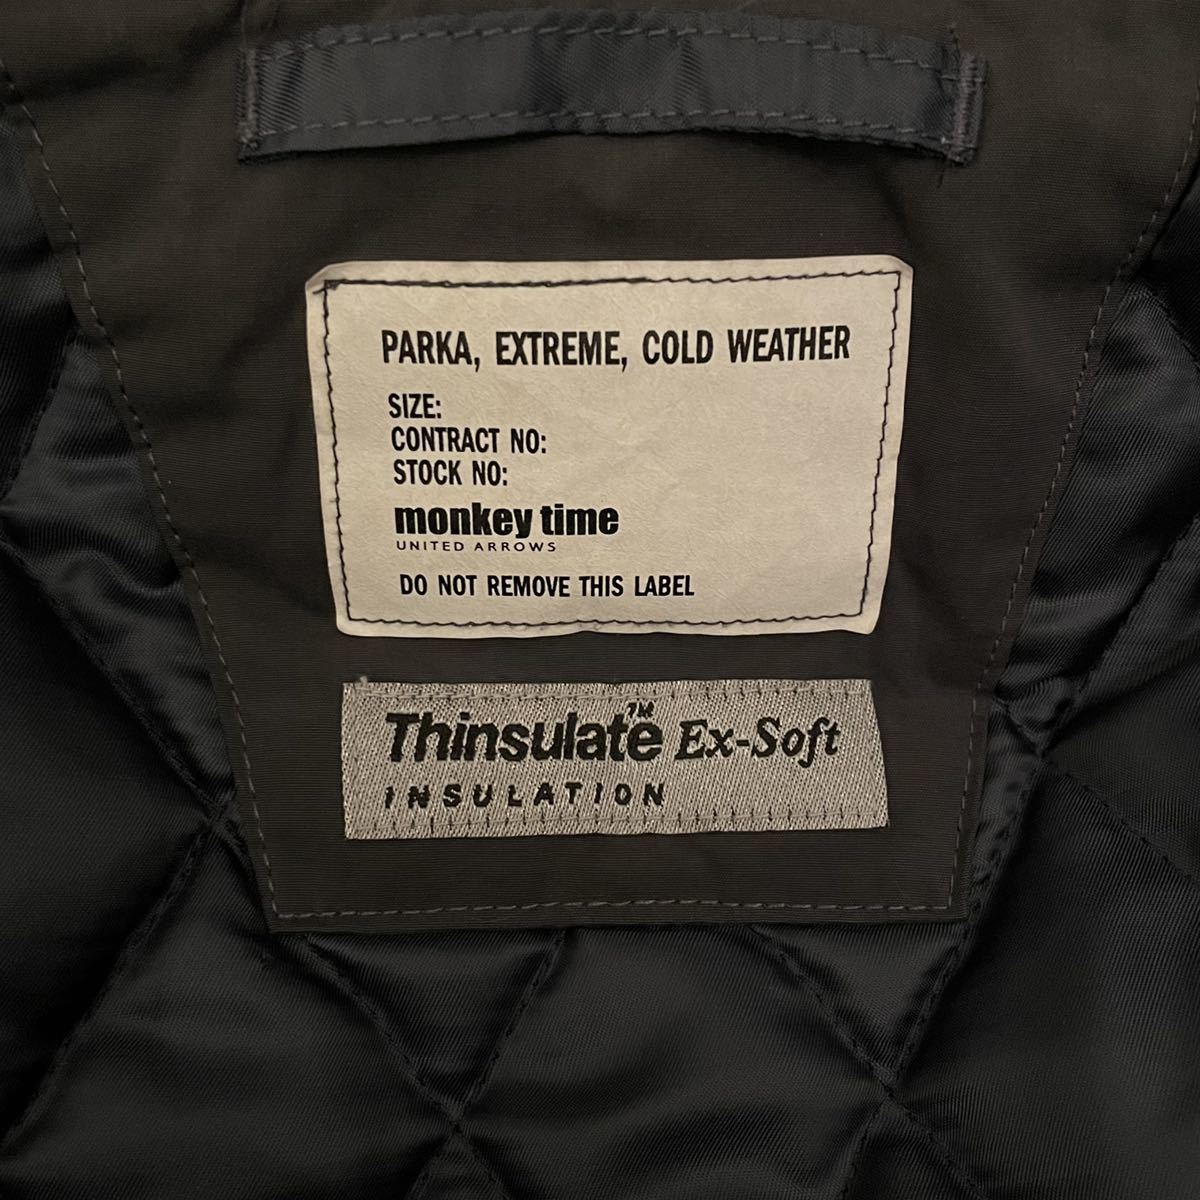 PARKA, EXTREME, COLD WEATHER
SIZE:
CONTRACT NO:
STOCK NO:
monkey time
UNITED ARROWS
DO NOT REMOVE THIS LABEL
Thinsulate™ Ex-Soft
INSULATION